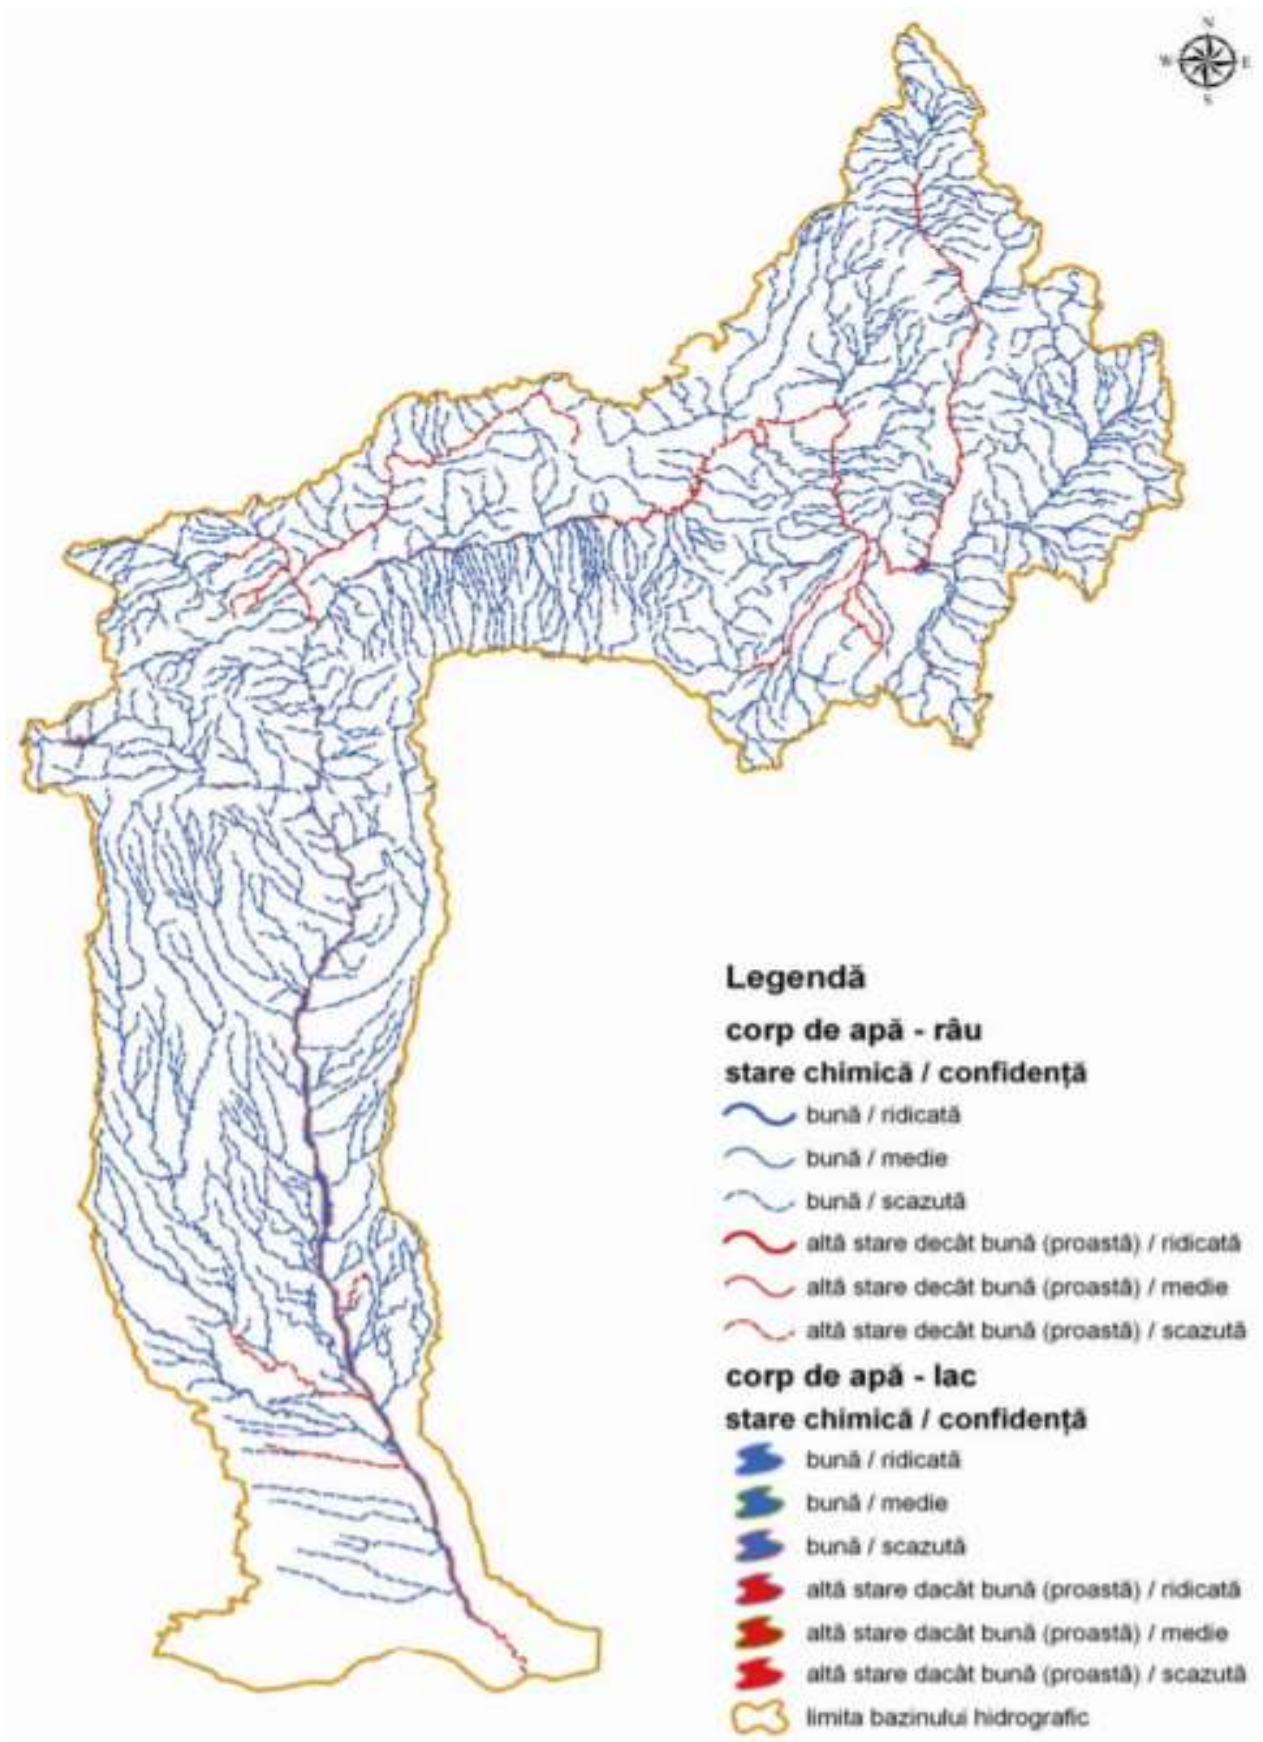 N
W E
S
Legendă
corp de apă - râu
stare chimică / confidență
bună / ridicată
bună / medie
bună / scazută
altă stare decât bună (proastă) / ridicată
altă stare decât bună (proastă) / medie
altă stare decât bună (proastă) / scazută
corp de apă - lac
stare chimică / confidență
bună / ridicată
bună / medie
bună / scazută
altă stare dacât bună (proastă) / ridicată
altă stare dacât bună (proastă) / medie
altă stare dacât bună (proastă) / scazută
limita bazinului hidrografic